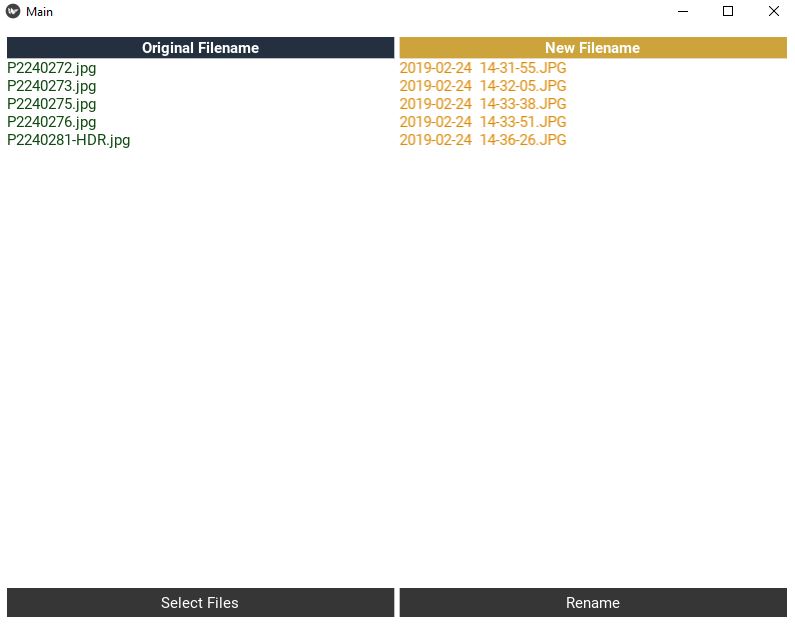 Main
Original Filename New Filename
P2240272.jpg 2019-02-24  14-31-55.JPG
P2240273.jpg 2019-02-24  14-32-05.JPG
P2240275.jpg 2019-02-24  14-33-38.JPG
P2240276.jpg 2019-02-24  14-33-51.JPG
P2240281-HDR.jpg 2019-02-24  14-36-26.JPG
Select Files Rename